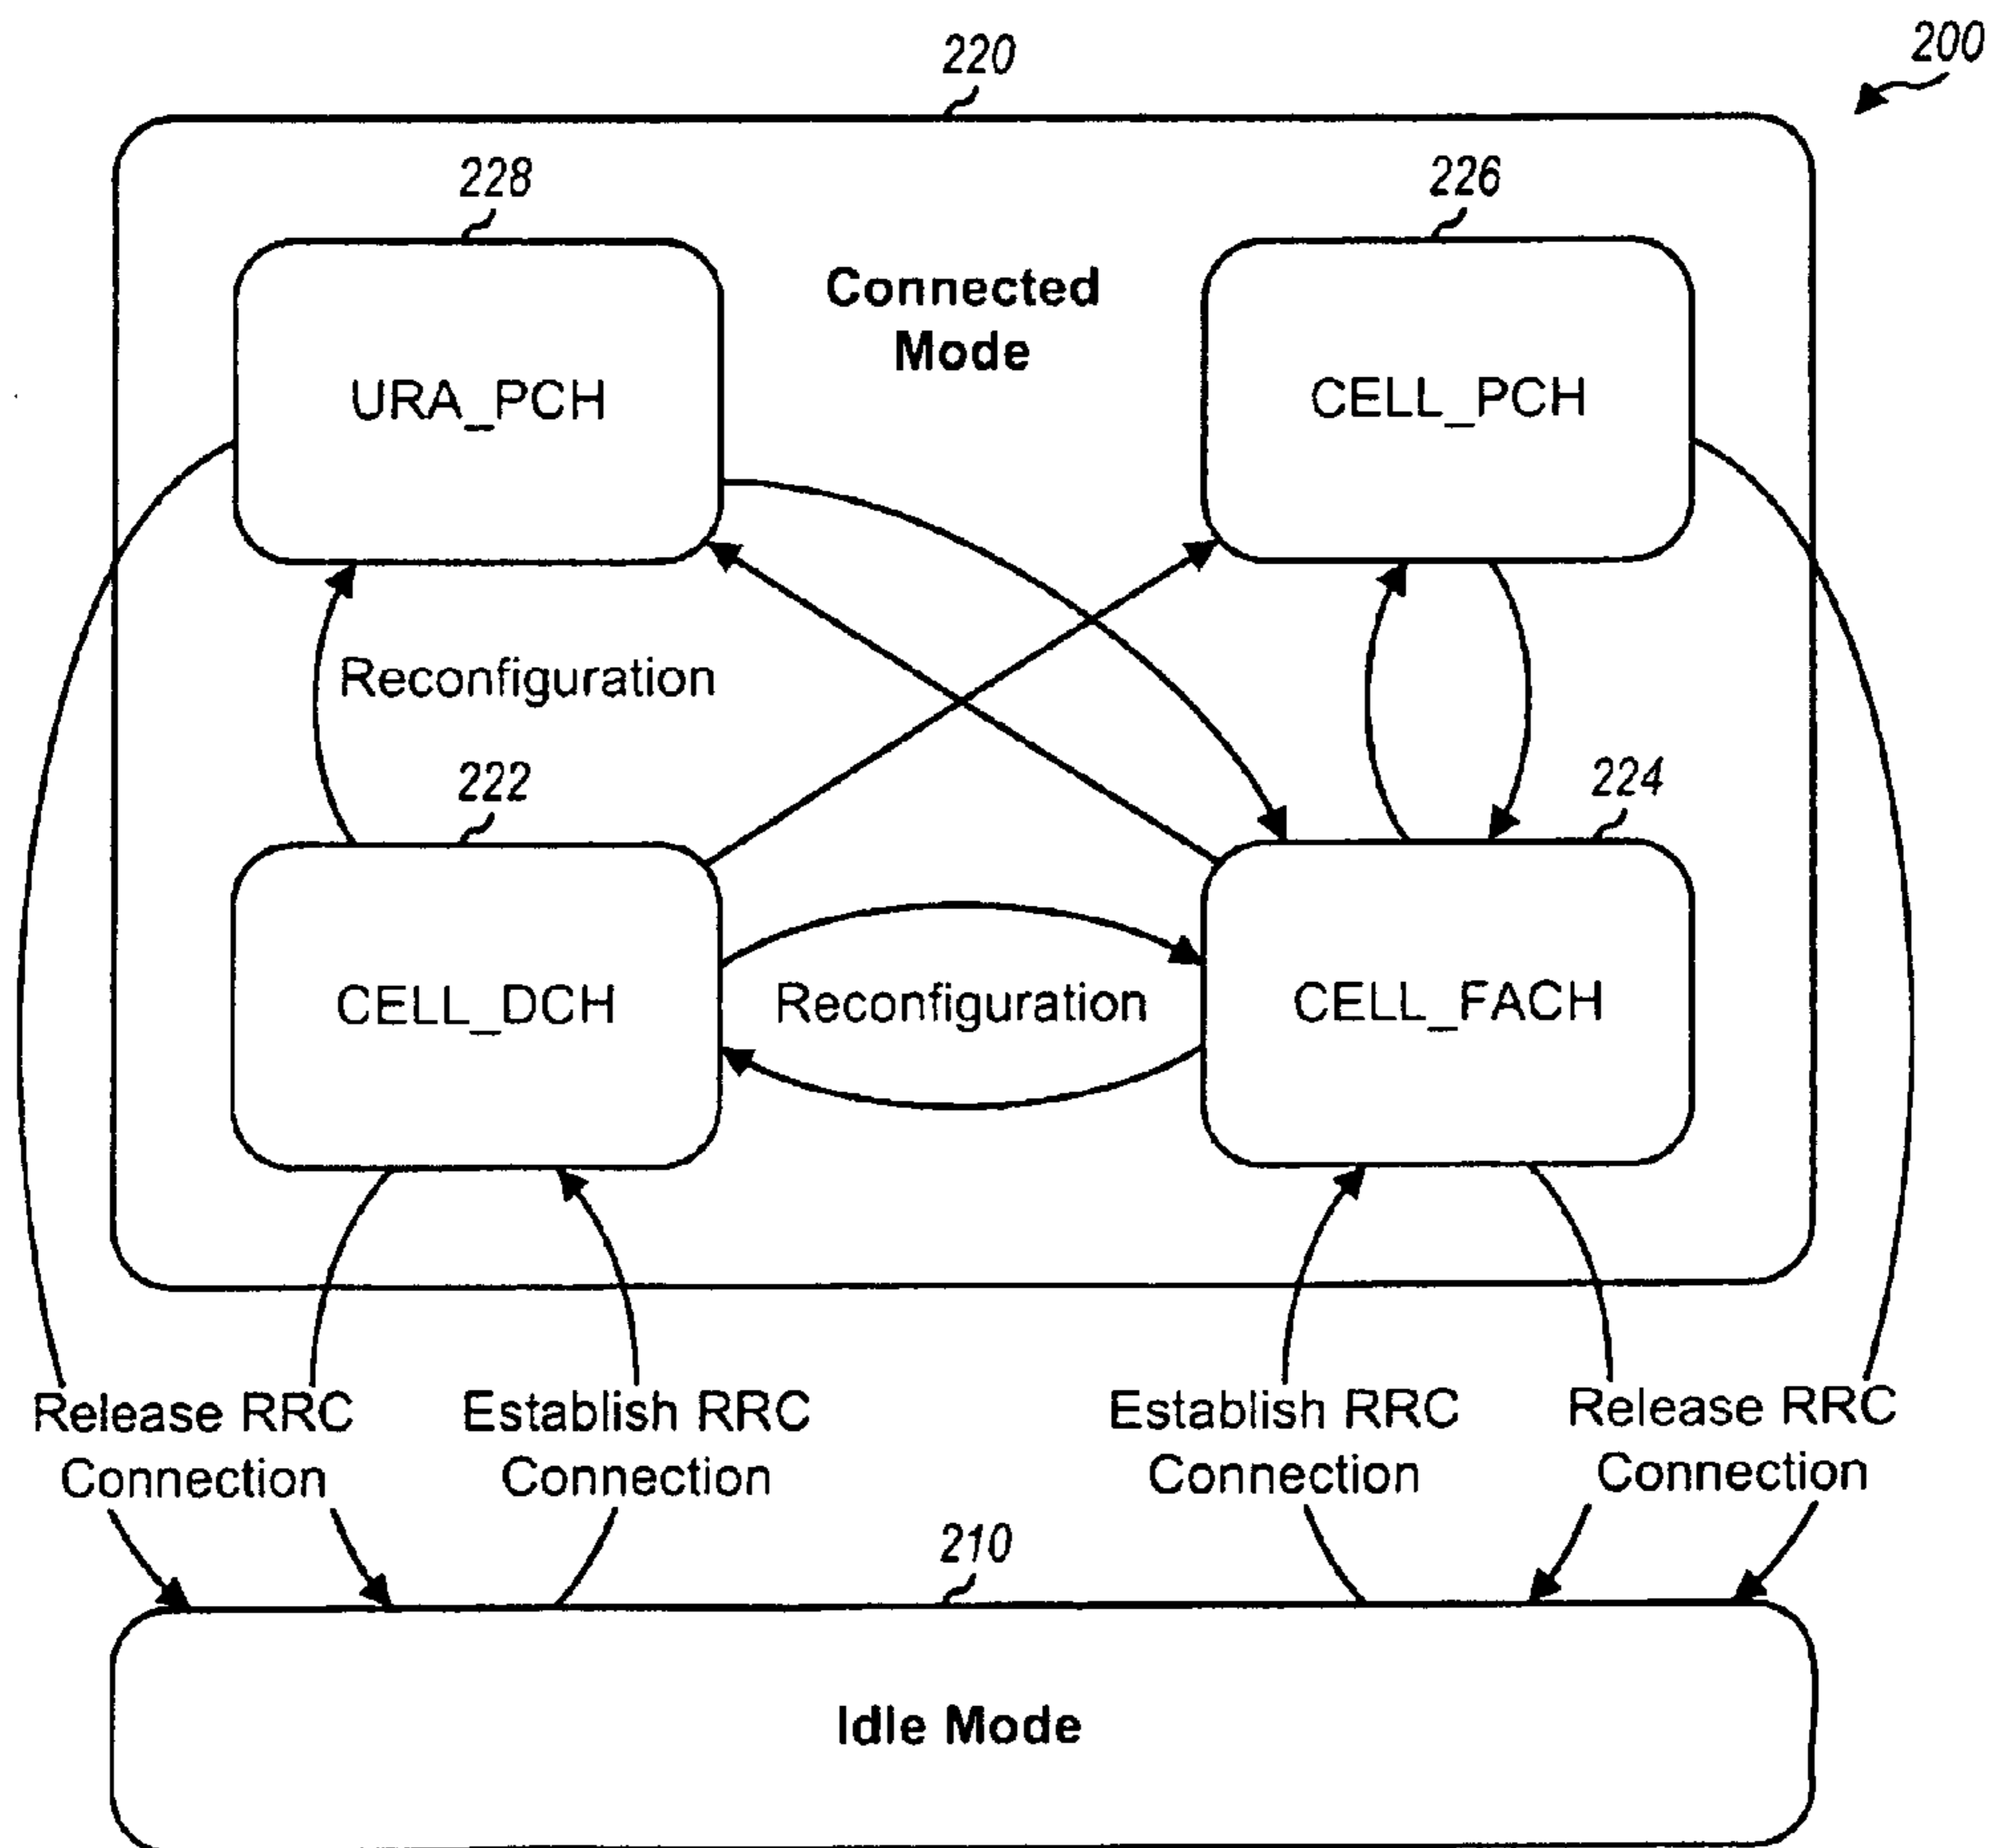 200
220
228
226
Connected
Mode
URA_PCH
CELL_PCH
Reconfiguration
222
224
CELL_DCH
Reconfiguration
CELL_FACH
Release RRC
Connection
Establish RRC
Connection
Establish RRC
Connection
Release RRC
Connection
210
Idle Mode